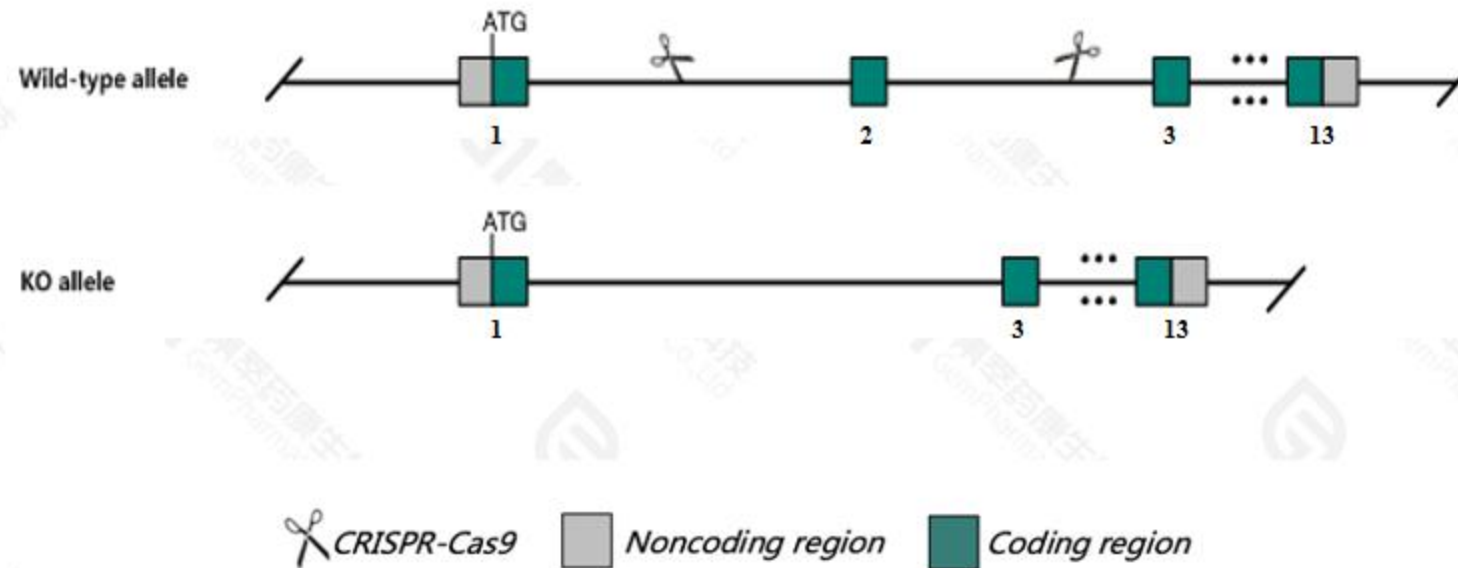 ATG
Wild-type allele
1 2 3 13
ATG
KO allele
1 3 13
CRISPR-Cas9 Noncoding region Coding region